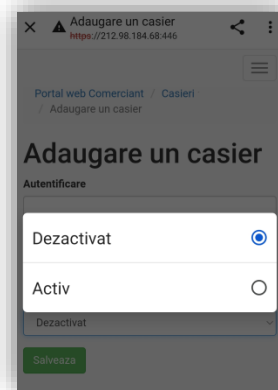 Adaugare un casier
https://212.98.184.68:446
Portal web Comerciant / Casieri
/ Adaugare un casier
Adaugare un casier
Autentificare
Dezactivat
Activ
Dezactivat
Salveaza